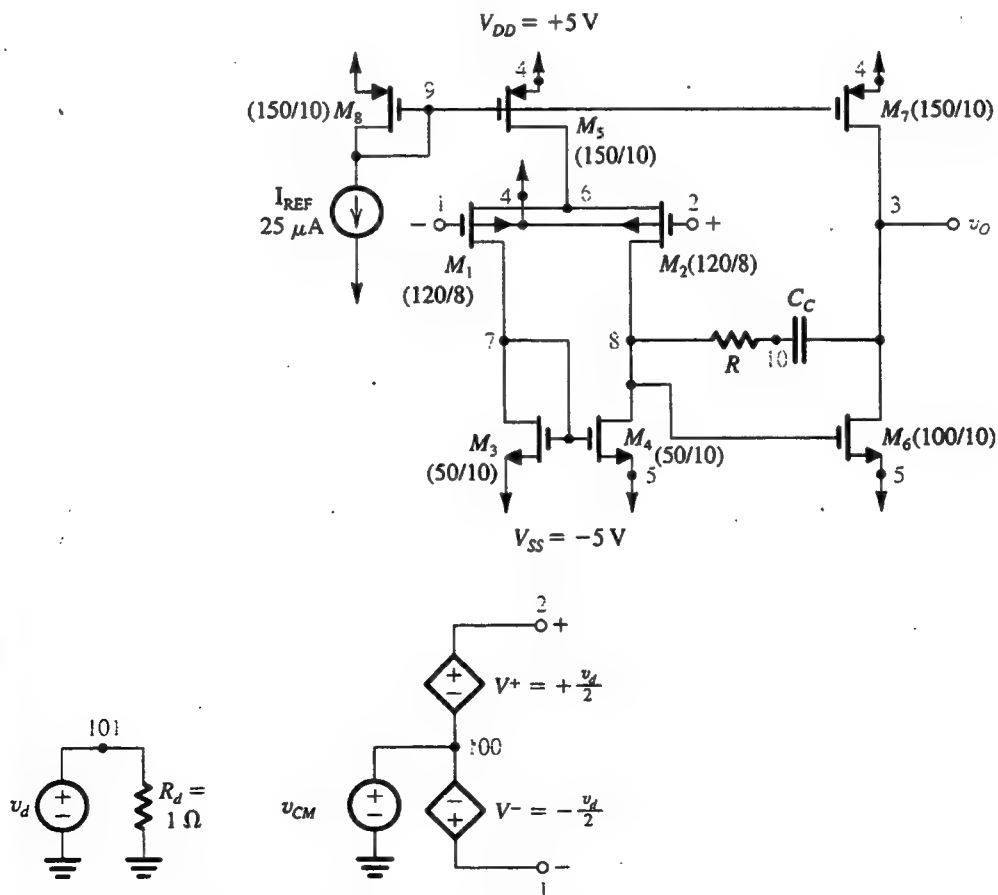 V_DD = +5 V
4
4
9
(150/10) M_8
M_5
(150/10)
M_7(150/10)
I_REF
25 μA
4
6
1
2
−
+
3
v_O
M_1
(120/8)
M_2(120/8)
C_C
7
8
R
10
M_3
(50/10)
M_4
(50/10)
M_6(100/10)
5
5
V_SS = −5 V
2
+
+
−
V+ = + v_d/2
101
100
v_d
+
−
R_d =
1 Ω
v_CM
+
−
−
+
V− = − v_d/2
−
1